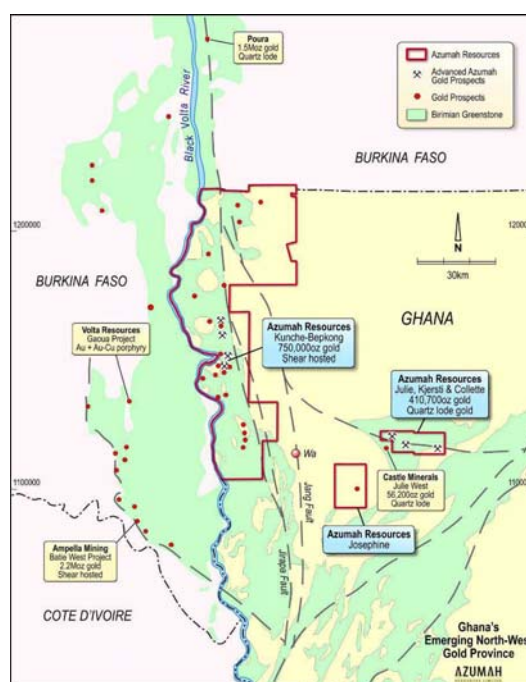 Poura
1.5Moz gold
Quartz lode
Azumah Resources
Advanced Azumah
Gold Prospects
Gold Prospects
Birimian Greenstone
Black Volta River
BURKINA FASO
1200000
1200000
N
30km
BURKINA FASO
GHANA
Volta Resources
Gaoua Project
Au + Au-Cu porphyry
Azumah Resources
Kunche-Bepkong
750,000oz gold
Shear hosted
Azumah Resources
Julie, Kjersti & Collette
410,700oz gold
Quartz lode gold
Wa
Castle Minerals
Julie West
56,200oz gold
Quartz lode
1100000
Jang Fault
Jirapa Fault
Azumah Resources
Josephine
Ampella Mining
Batie West Project
2.2Moz gold
Shear hosted
COTE D'IVOIRE
Ghana's
Emerging North-West
Gold Province
AZUMAH